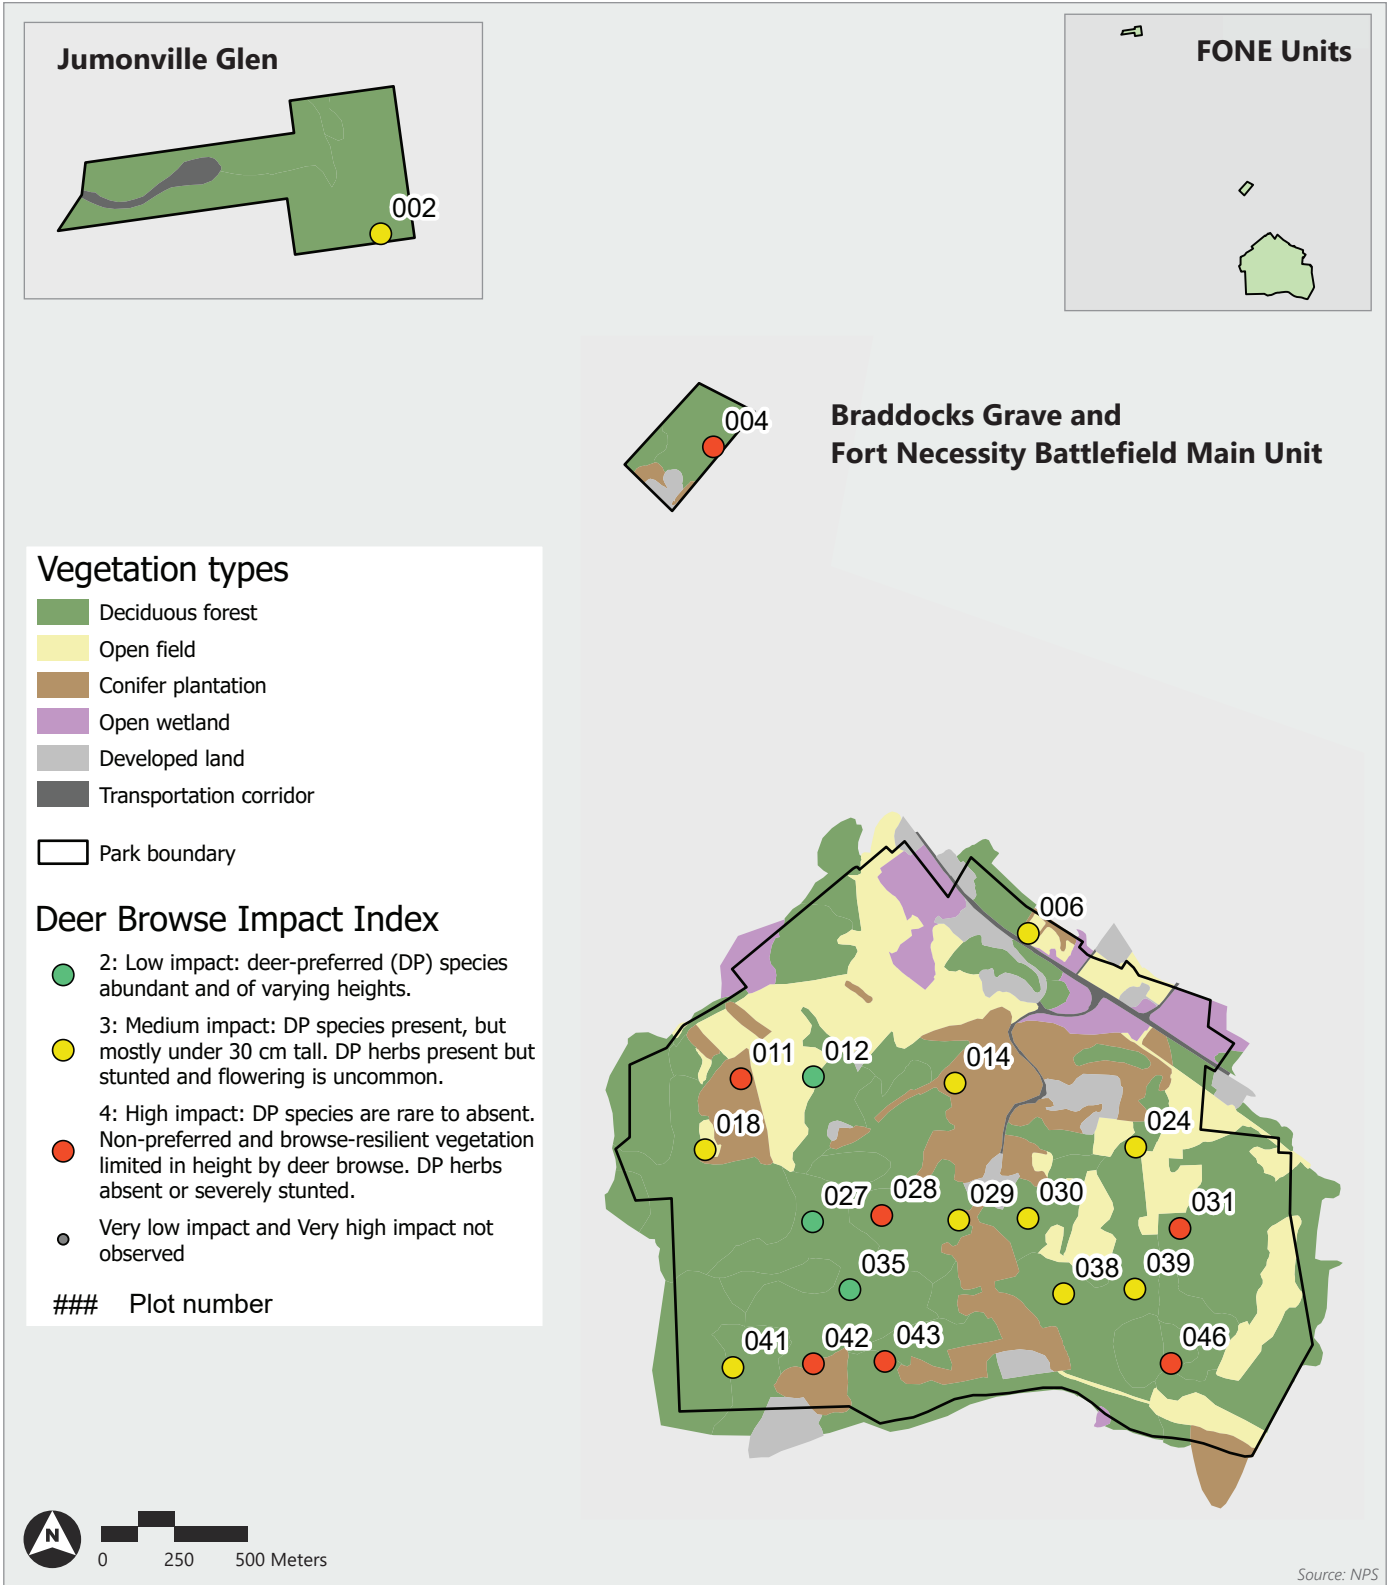 Jumonville Glen
002
FONE Units
004
Braddocks Grave and
Fort Necessity Battlefield Main Unit
Vegetation types
Deciduous forest
Open field
Conifer plantation
Open wetland
Developed land
Transportation corridor
Park boundary
Deer Browse Impact Index
2: Low impact: deer-preferred (DP) species
abundant and of varying heights.
3: Medium impact: DP species present, but
mostly under 30 cm tall. DP herbs present but
stunted and flowering is uncommon.
4: High impact: DP species are rare to absent.
Non-preferred and browse-resilient vegetation
limited in height by deer browse. DP herbs
absent or severely stunted.
Very low impact and Very high impact not
observed
### Plot number
006
011
012
014
018
024
027
028
029
030
031
035
038
039
041
042
043
046
N
0 250 500 Meters
Source: NPS